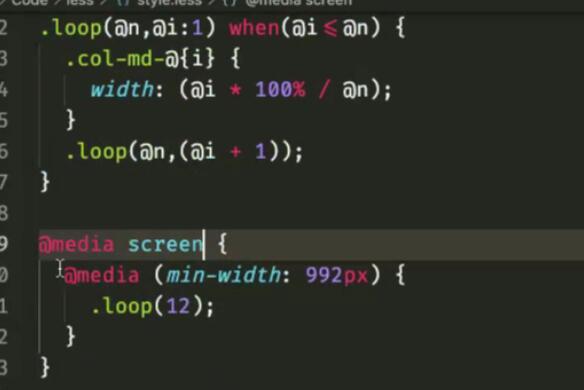 Code > less > style.less > {} @media screen
2 .loop(@n,@i:1) when(@i<=@n) {
3 .col-md-@{i} {
4 width: (@i * 100% / @n);
5 }
6 .loop(@n,(@i + 1));
7 }
8
9 @media screen {
0 @media (min-width: 992px) {
1 .loop(12);
2 }
3 }